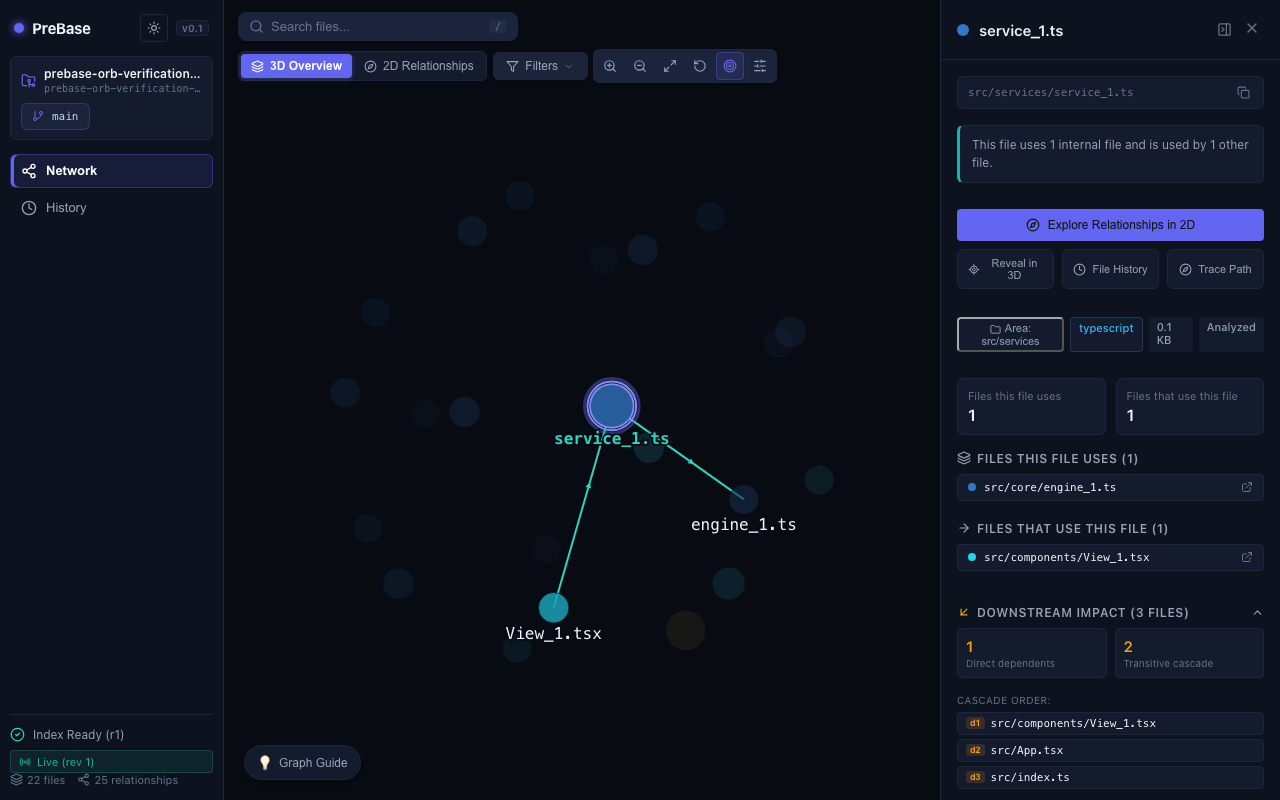 PreBase
v0.1
prebase-orb-verification...
prebase-orb-verification-…
main
Network
History
Index Ready (r1)
Live (rev 1)
22 files
25 relationships
Search files...
/
3D Overview
2D Relationships
Filters
service_1.ts
engine_1.ts
View_1.tsx
Graph Guide
service_1.ts
src/services/service_1.ts
This file uses 1 internal file and is used by 1 other
file.
Explore Relationships in 2D
Reveal in
3D
File History
Trace Path
Area:
src/services
typescript
0.1
KB
Analyzed
Files this file uses
1
Files that use this file
1
FILES THIS FILE USES (1)
src/core/engine_1.ts
FILES THAT USE THIS FILE (1)
src/components/View_1.tsx
DOWNSTREAM IMPACT (3 FILES)
1
Direct dependents
2
Transitive cascade
CASCADE ORDER:
d1 src/components/View_1.tsx
d2 src/App.tsx
d3 src/index.ts